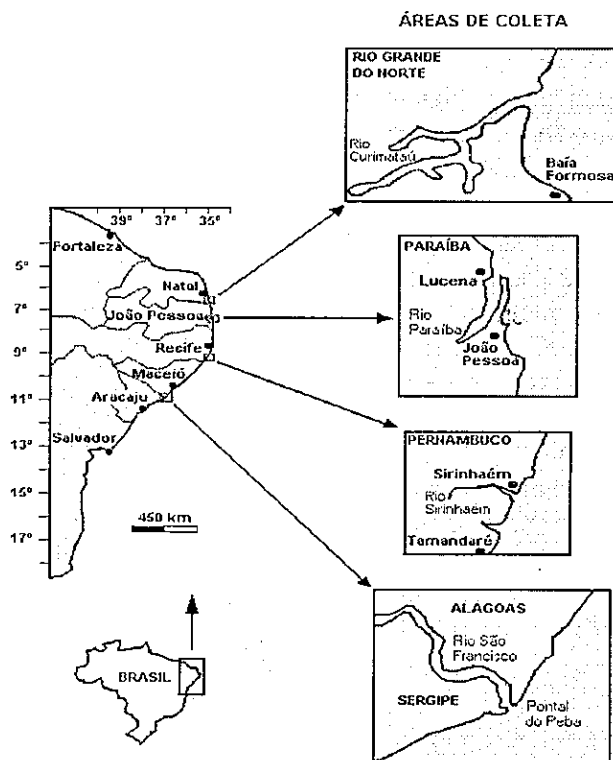 ÁREAS DE COLETA
RIO GRANDE
DO NORTE
Rio
Curimataú
Baía
Formosa
39° 37° 35°
Fortaleza
5°
Natal
7°
João Pessoa
Recife
9°
Maceió
11°
Aracaju
13°
Salvador
15°
17°
450 km
BRASIL
PARAÍBA
Lucena
Rio
Paraíba
João
Pessoa
PERNAMBUCO
Sirinhaém
Rio
Sirinhaém
Tamandaré
ALAGOAS
Rio São
Francisco
SERGIPE
Pontal
do Peba